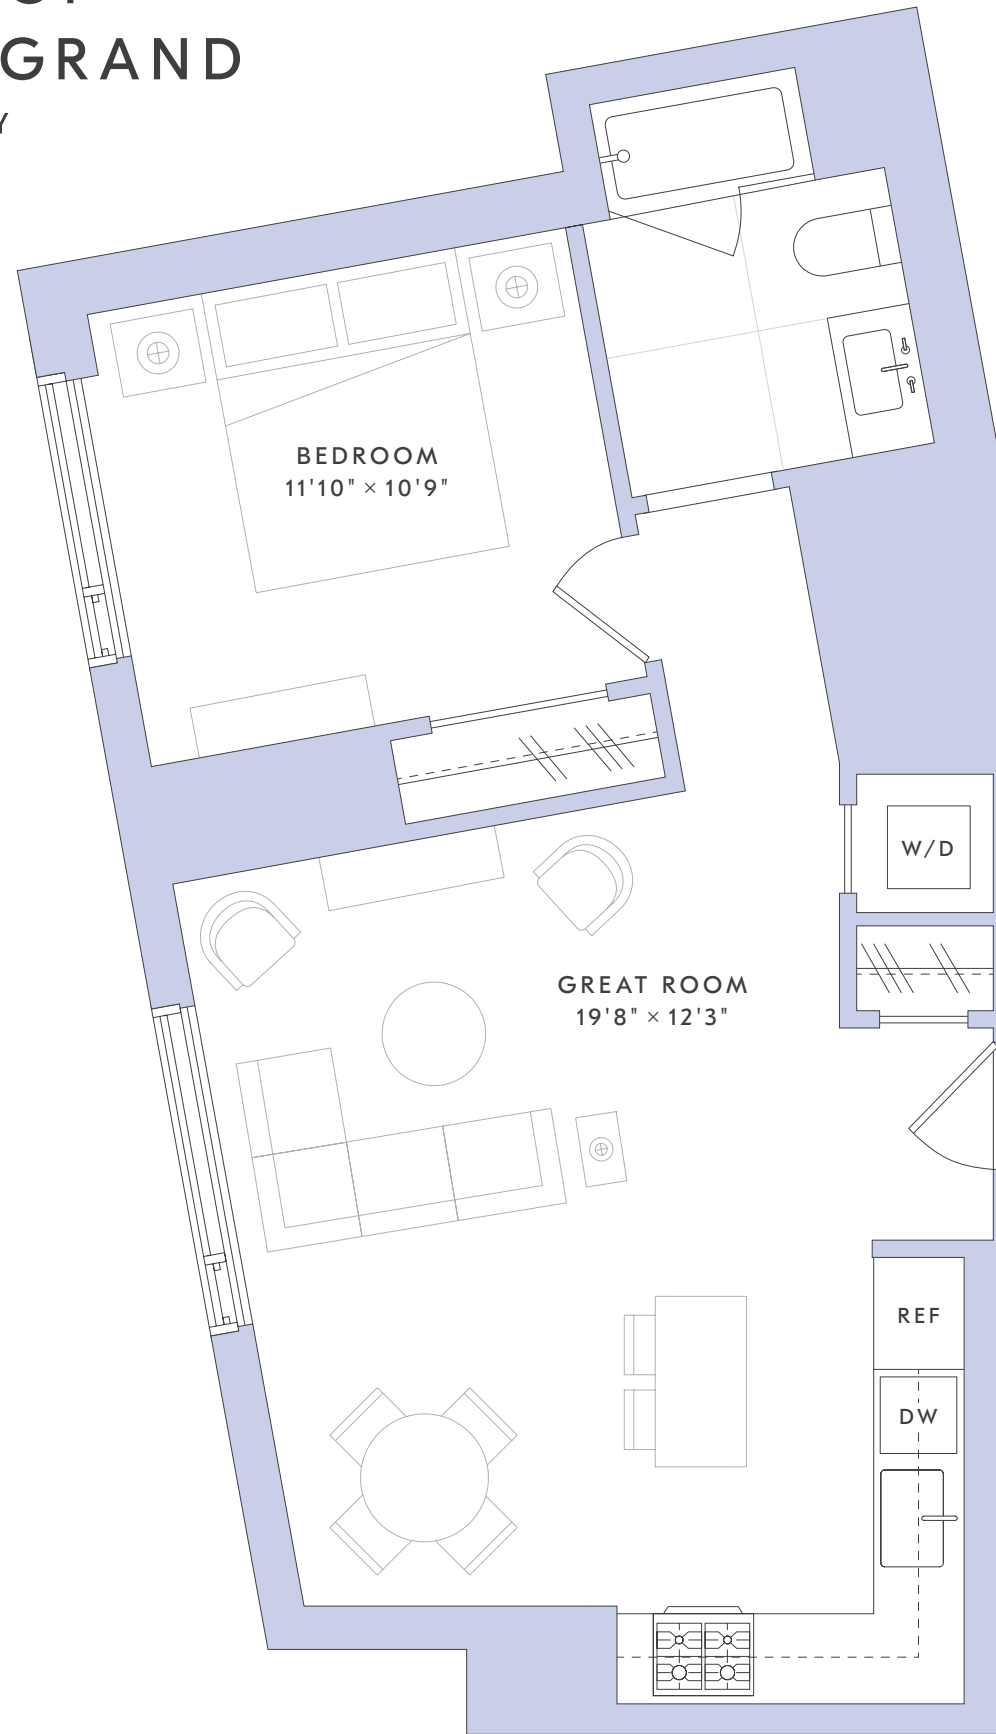 GRAND
Y
BEDROOM
11'10" × 10'9"
W/D
GREAT ROOM
19'8" × 12'3"
REF
DW